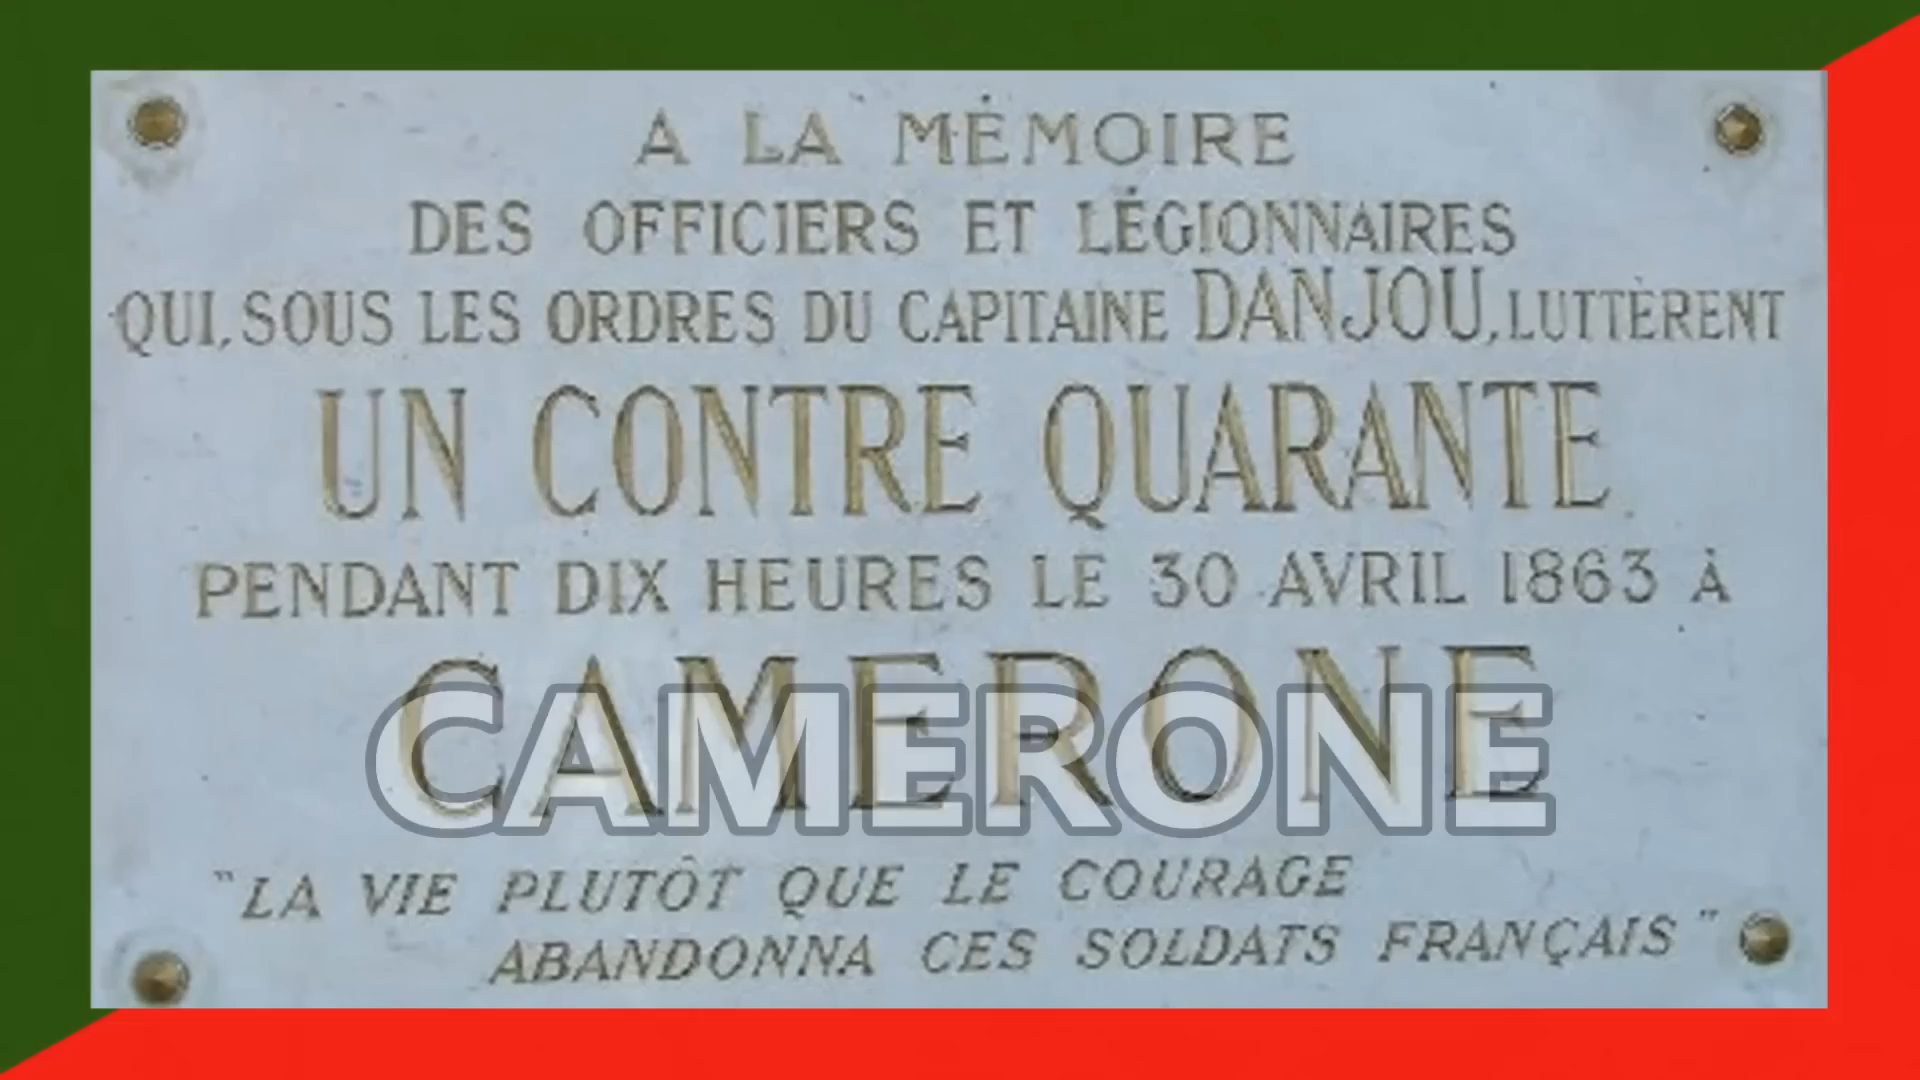 A LA MÉMOIRE
DES OFFICIERS ET LÉGIONNAIRES
QUI, SOUS LES ORDRES DU CAPITAINE DANJOU, LUTTÈRENT
UN CONTRE QUARANTE
PENDANT DIX HEURES LE 30 AVRIL 1863 À
CAMERONE
CAMERONE
"LA VIE PLUTÔT QUE LE COURAGE
ABANDONNA CES SOLDATS FRANÇAIS"